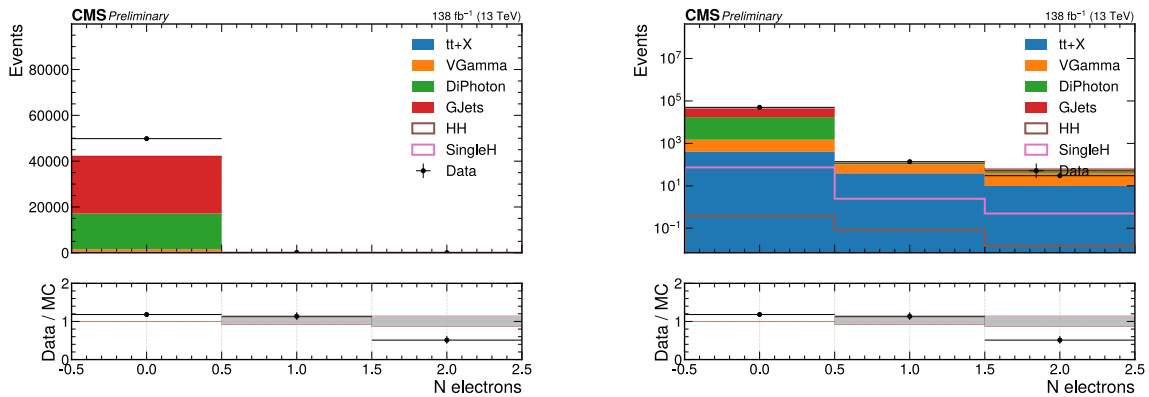 CMS Preliminary 138 fb⁻¹ (13 TeV)
Events
80000
60000
40000
20000
0
tt+X
VGamma
DiPhoton
GJets
HH
SingleH
Data
Data / MC
2
1
0
-0.5 0.0 0.5 1.0 1.5 2.0 2.5
N electrons
CMS Preliminary 138 fb⁻¹ (13 TeV)
Events
10⁷
10⁵
10³
10¹
10⁻¹
tt+X
VGamma
DiPhoton
GJets
HH
SingleH
Data
Data / MC
2
1
0
-0.5 0.0 0.5 1.0 1.5 2.0 2.5
N electrons